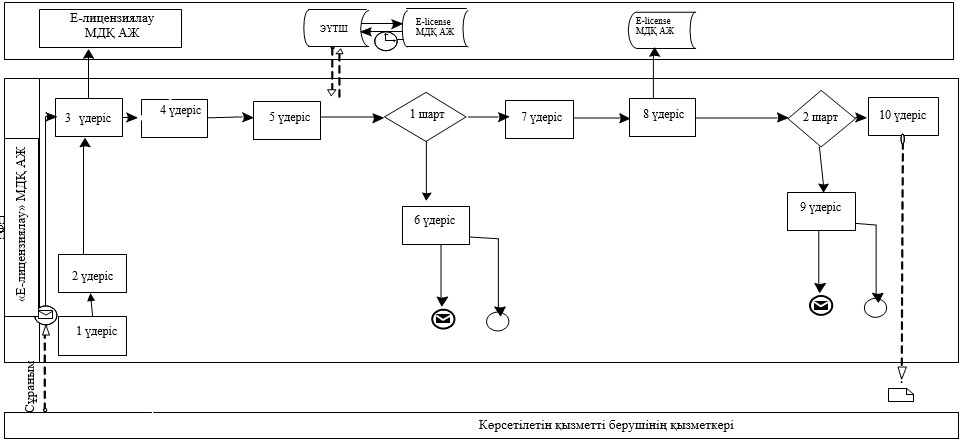 Е-лицензиялау
МДҚ АЖ
ЭҮТШ
E-license
МДҚ АЖ
E-license
МДҚ АЖ
3 үдеріс
4 үдеріс
5 үдеріс
1 шарт
7 үдеріс
8 үдеріс
2 шарт
10 үдеріс
6 үдеріс
9 үдеріс
2 үдеріс
1 үдеріс
«Е-лицензиялау» МДҚ АЖ
Сұраным
Көрсетілетін қызметті берушінің қызметкері